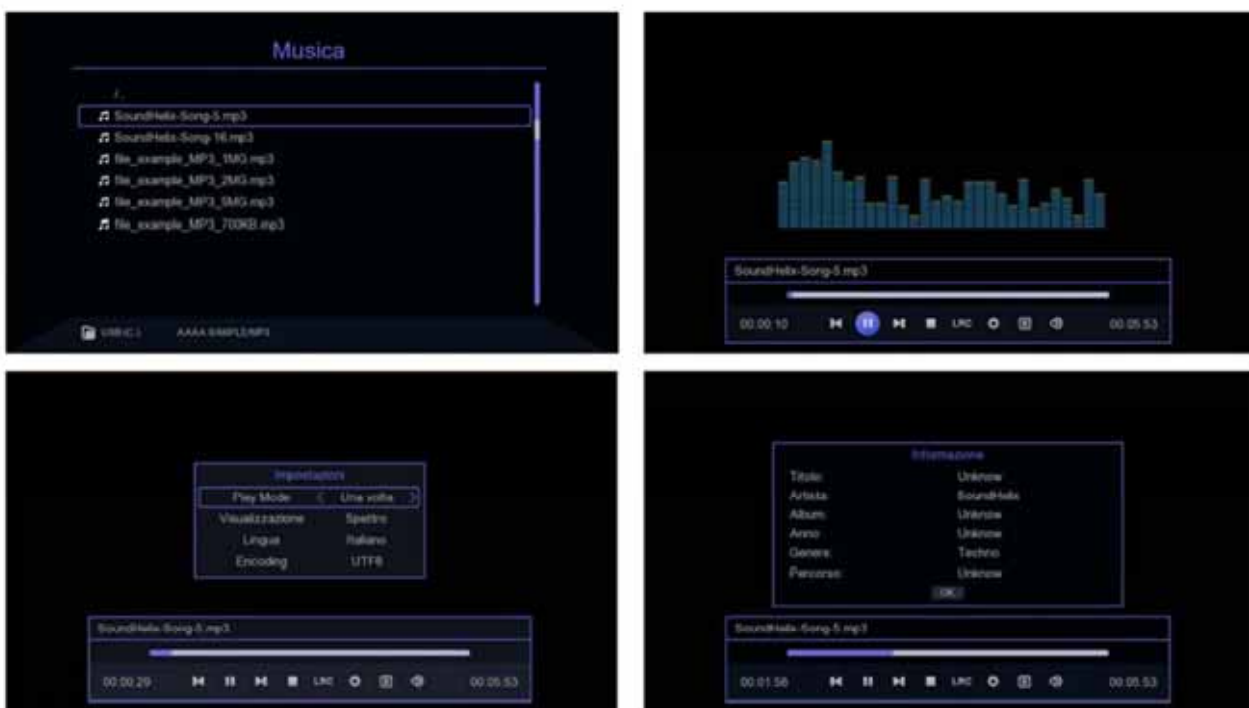 Musica
/..
SoundHelix-Song-5.mp3
SoundHelix-Song-16.mp3
file_example_MP3_1MG.mp3
file_example_MP3_2MG.mp3
file_example_MP3_5MG.mp3
file_example_MP3_700KB.mp3
USB(C:)
SoundHelix-Song-5.mp3
00:00:10 LRC 00:05:53
Impostazioni
Play Mode < Una volta >
Visualizzazione Spettro
Lingua Italiano
Encoding UTF8
SoundHelix-Song-5.mp3
00:00:29 LRC 00:05:53
Informazione
Titolo: Unknow
Artista: SoundHelix
Album: Unknow
Anno: Unknow
Genere: Techno
Percorso: Unknow
OK
SoundHelix-Song-5.mp3
00:01:56 LRC 00:05:53